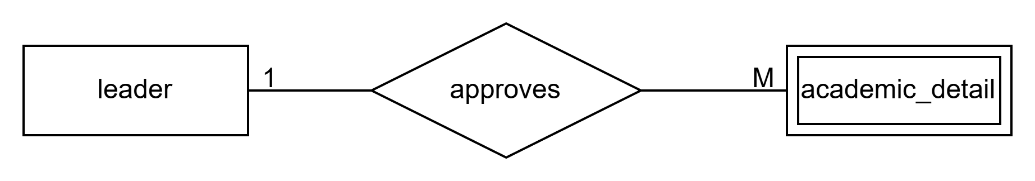 leader
1
approves
M
academic_detail